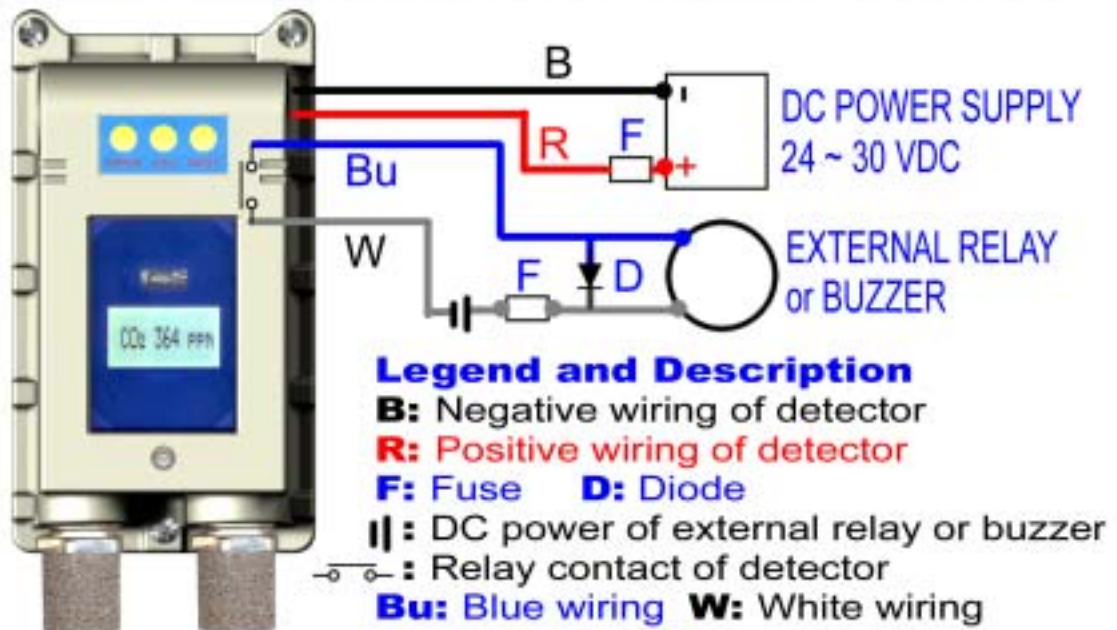 B
DC POWER SUPPLY
24 ~ 30 VDC
-
R F +
Bu
W
F D
EXTERNAL RELAY
or BUZZER
CO2 364 PPM
Legend and Description
B: Negative wiring of detector
R: Positive wiring of detector
F: Fuse D: Diode
: DC power of external relay or buzzer
: Relay contact of detector
Bu: Blue wiring W: White wiring